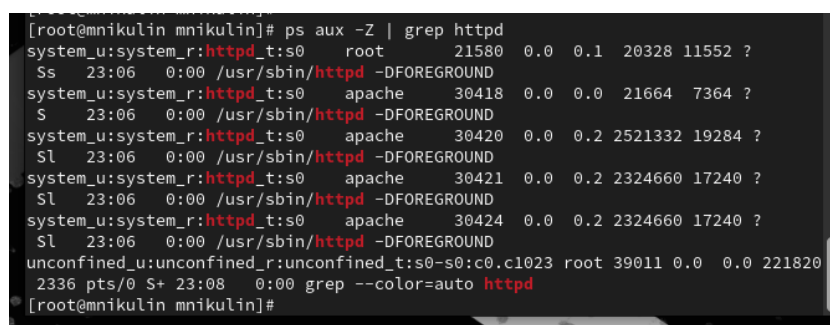 [root@mnikulin mnikulin]# ps aux -Z | grep httpd
system_u:system_r:httpd_t:s0    root       21580  0.0  0.1  20328 11552 ?
 Ss   23:06   0:00 /usr/sbin/httpd -DFOREGROUND
system_u:system_r:httpd_t:s0    apache     30418  0.0  0.0  21664  7364 ?
 S    23:06   0:00 /usr/sbin/httpd -DFOREGROUND
system_u:system_r:httpd_t:s0    apache     30420  0.0  0.2 2521332 19284 ?
 Sl   23:06   0:00 /usr/sbin/httpd -DFOREGROUND
system_u:system_r:httpd_t:s0    apache     30421  0.0  0.2 2324660 17240 ?
 Sl   23:06   0:00 /usr/sbin/httpd -DFOREGROUND
system_u:system_r:httpd_t:s0    apache     30424  0.0  0.2 2324660 17240 ?
 Sl   23:06   0:00 /usr/sbin/httpd -DFOREGROUND
unconfined_u:unconfined_r:unconfined_t:s0-s0:c0.c1023 root 39011 0.0  0.0 221820
 2336 pts/0 S+ 23:08   0:00 grep --color=auto httpd
[root@mnikulin mnikulin]#